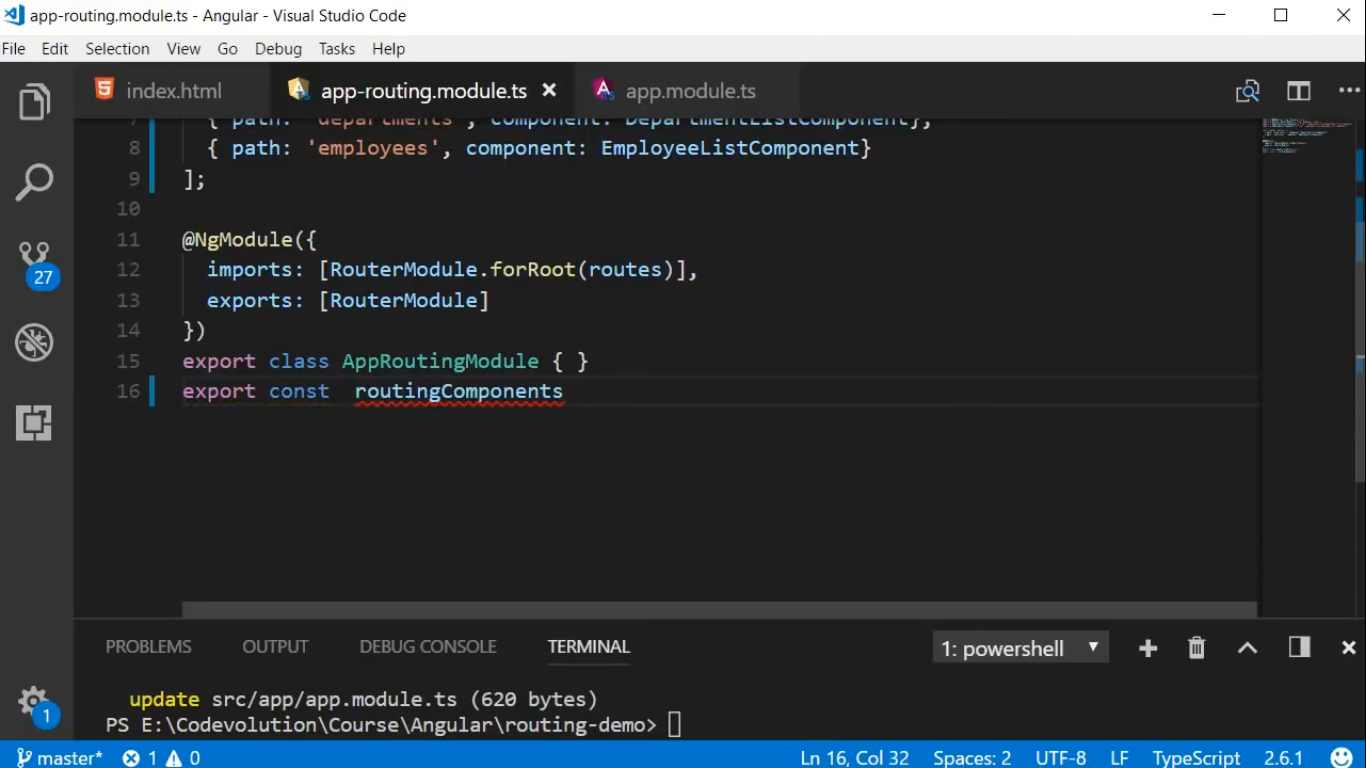 app-routing.module.ts - Angular - Visual Studio Code
File Edit Selection View Go Debug Tasks Help
index.html app-routing.module.ts app.module.ts
7 { path: 'departments', component: DepartmentListComponent},
8 { path: 'employees', component: EmployeeListComponent}
9 ];
10
11 @NgModule({
12 imports: [RouterModule.forRoot(routes)],
13 exports: [RouterModule]
14 })
15 export class AppRoutingModule { }
16 export const  routingComponents
27
PROBLEMS OUTPUT DEBUG CONSOLE TERMINAL 1: powershell
update src/app/app.module.ts (620 bytes)
PS E:\Codevolution\Course\Angular\routing-demo>
1
master* 1 0 Ln 16, Col 32 Spaces: 2 UTF-8 LF TypeScript 2.6.1